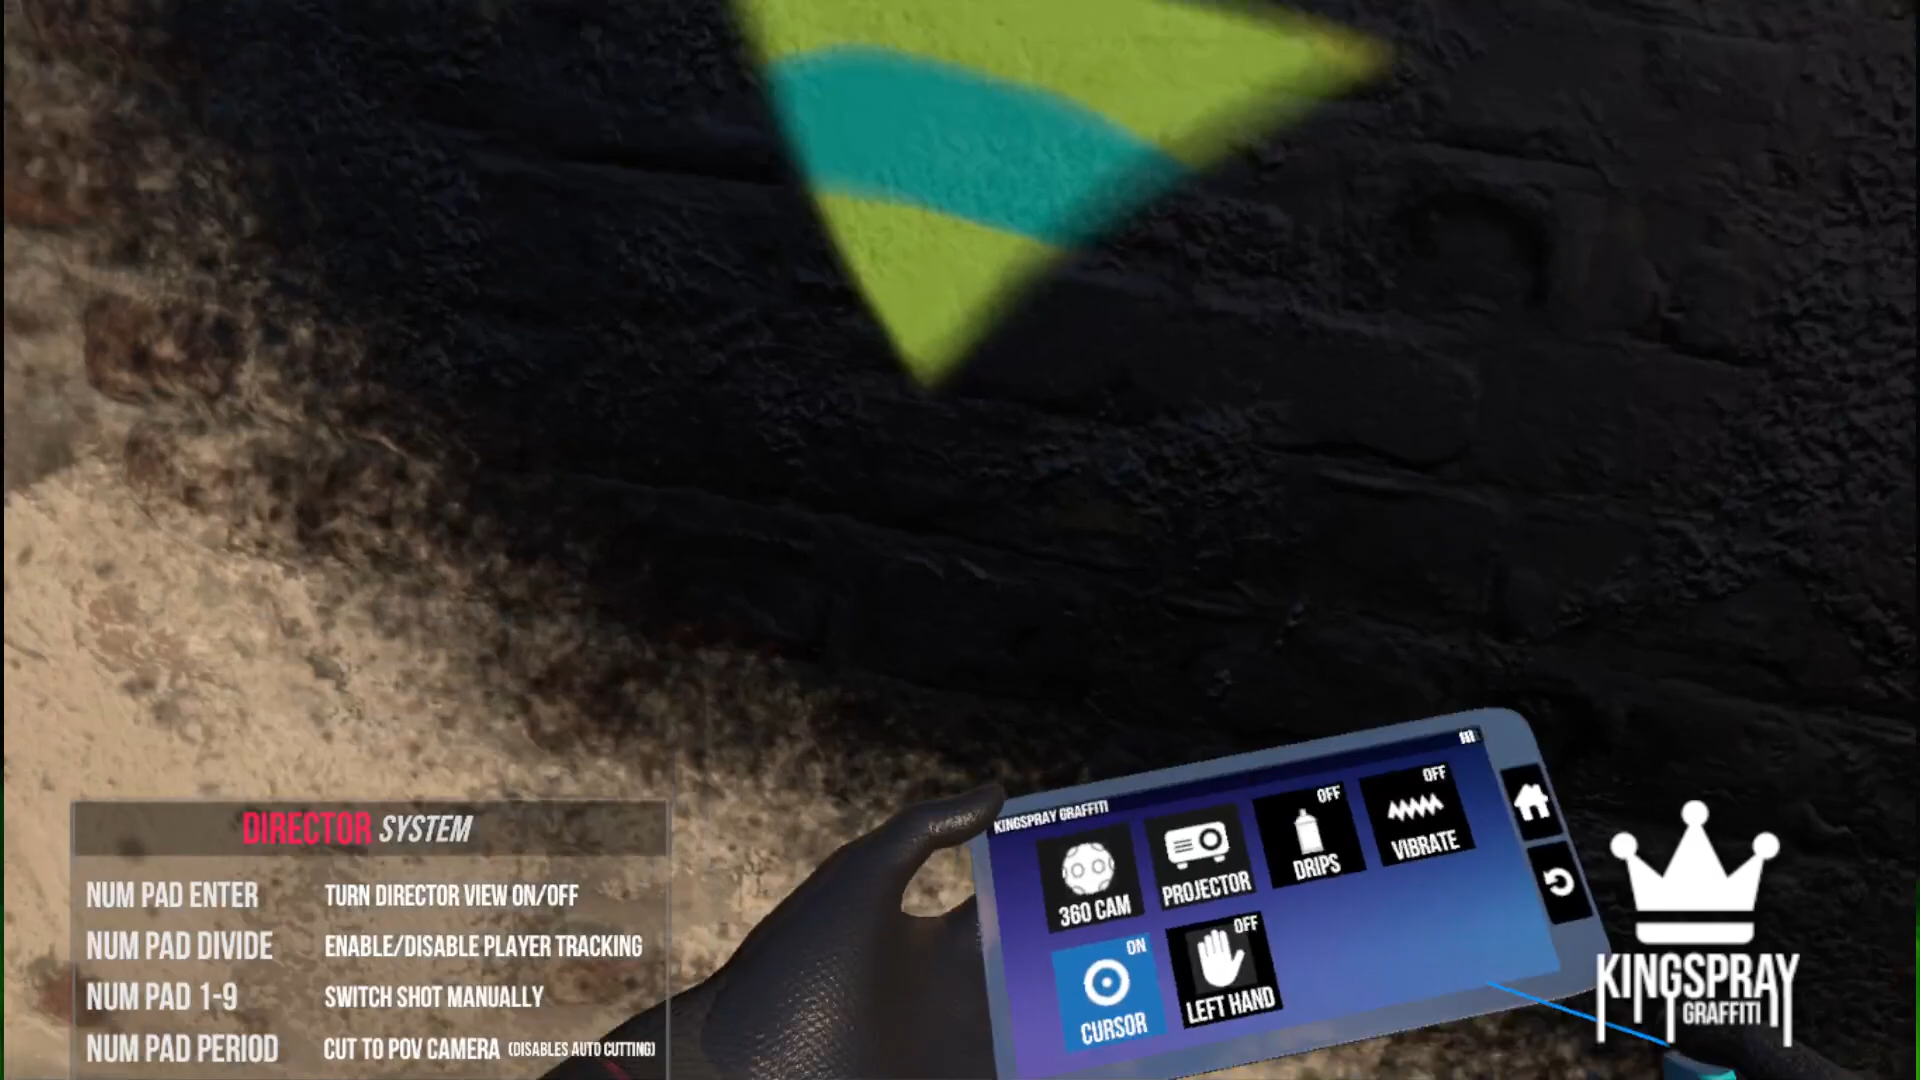 DIRECTOR SYSTEM
NUM PAD ENTER TURN DIRECTOR VIEW ON/OFF
NUM PAD DIVIDE ENABLE/DISABLE PLAYER TRACKING
NUM PAD 1-9 SWITCH SHOT MANUALLY
NUM PAD PERIOD CUT TO POV CAMERA (DISABLES AUTO CUTTING)
KINGSPRAY GRAFFITI
360 CAM
PROJECTOR
OFF
DRIPS
OFF
VIBRATE
ON
CURSOR
OFF
LEFT HAND
KINGSPRAY
GRAFFITI